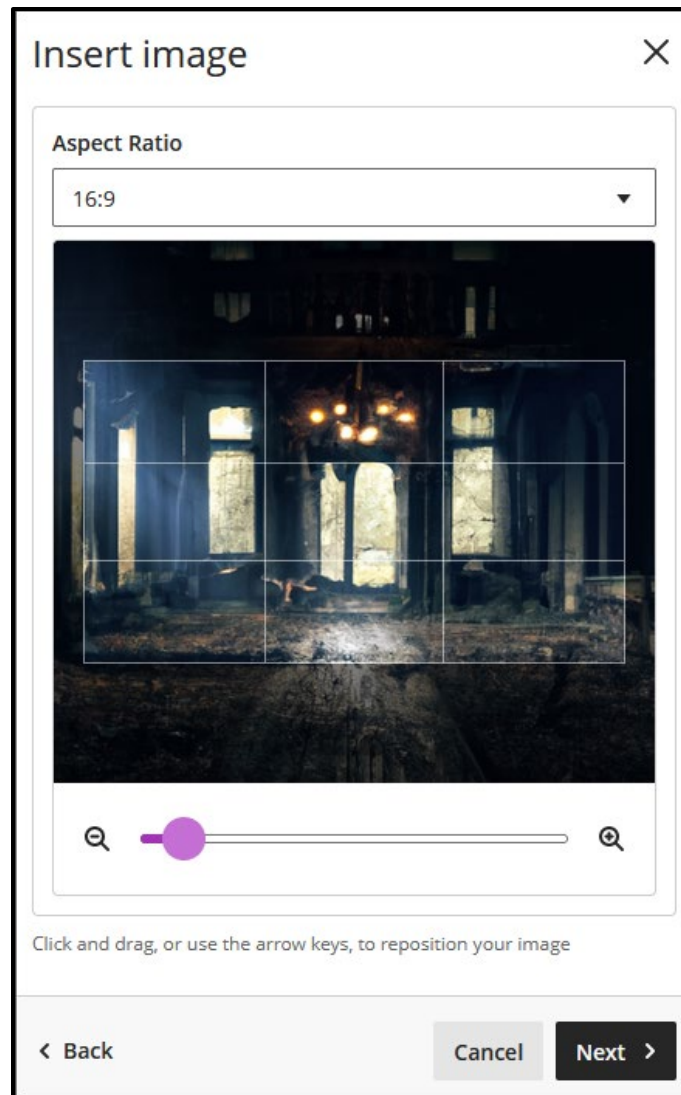 Insert image
Aspect Ratio
16:9
Click and drag, or use the arrow keys, to reposition your image
Back
Cancel
Next